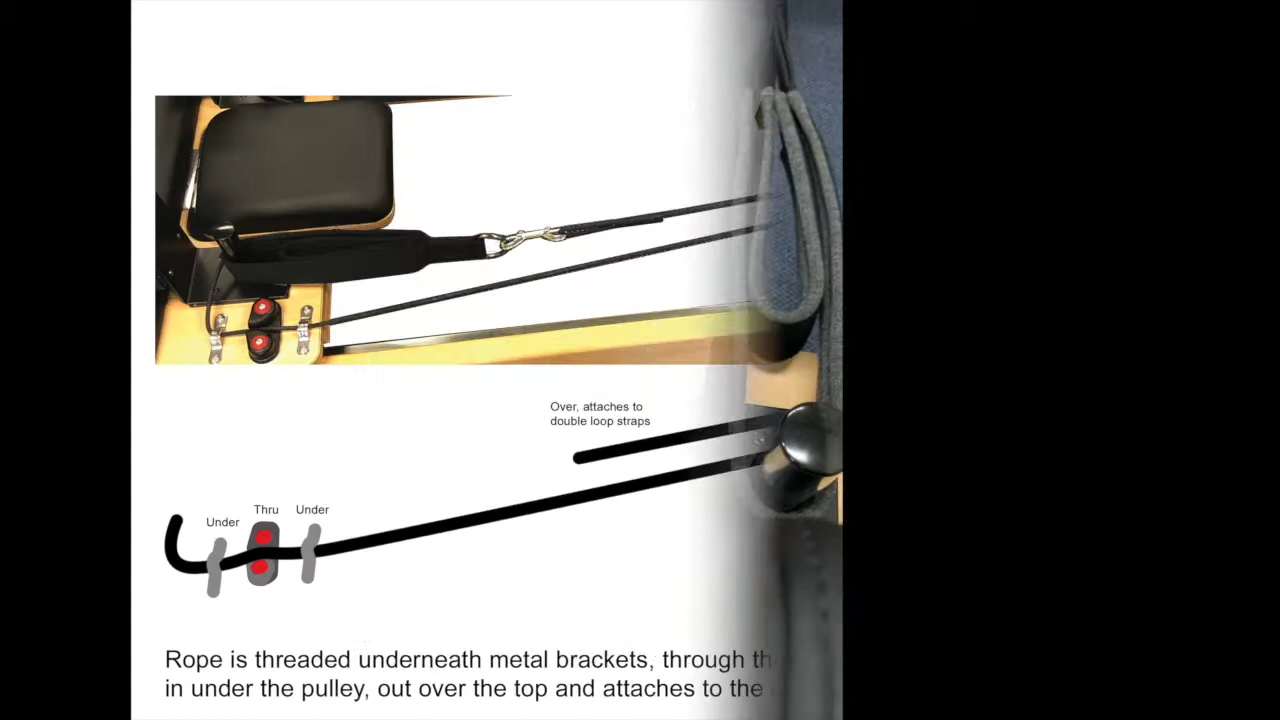 Over, attaches to
double loop straps
Thru
Under
Under
Rope is threaded underneath metal brackets, through
in under the pulley, out over the top and attaches to the